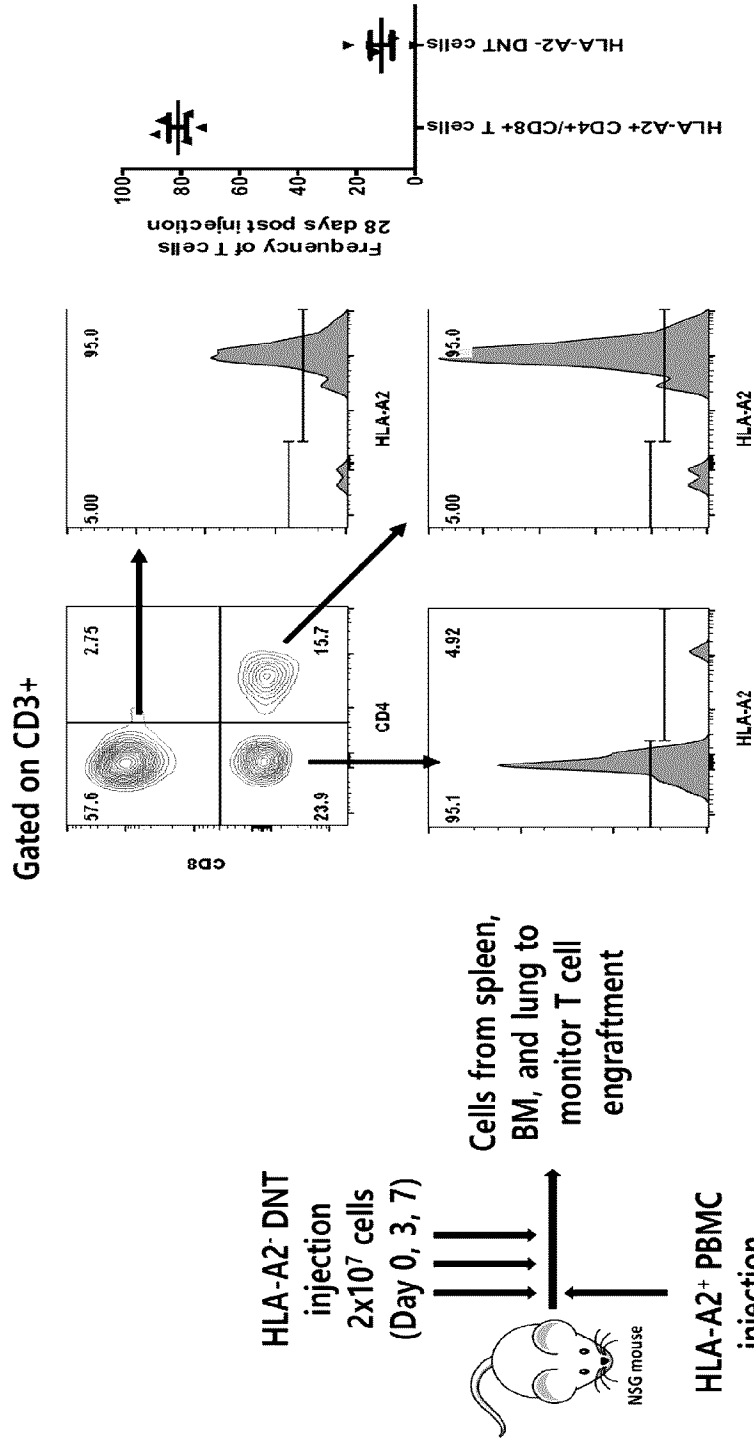 HLA-A2⁻ DNT
injection
2x10⁷ cells
(Day 0, 3, 7)
NSG mouse
HLA-A2⁺ PBMC
injection
Cells from spleen,
BM, and lung to
monitor T cell
engraftment
Gated on CD3+
57.6
2.75
23.9
15.7
CD8
CD4
5.00
95.0
HLA-A2
95.1
4.92
HLA-A2
5.00
95.0
HLA-A2
Frequency of T cells
28 days post injection
100
80
60
40
20
0
HLA-A2+ CD4+/CD8+ T cells
HLA-A2- DNT cells